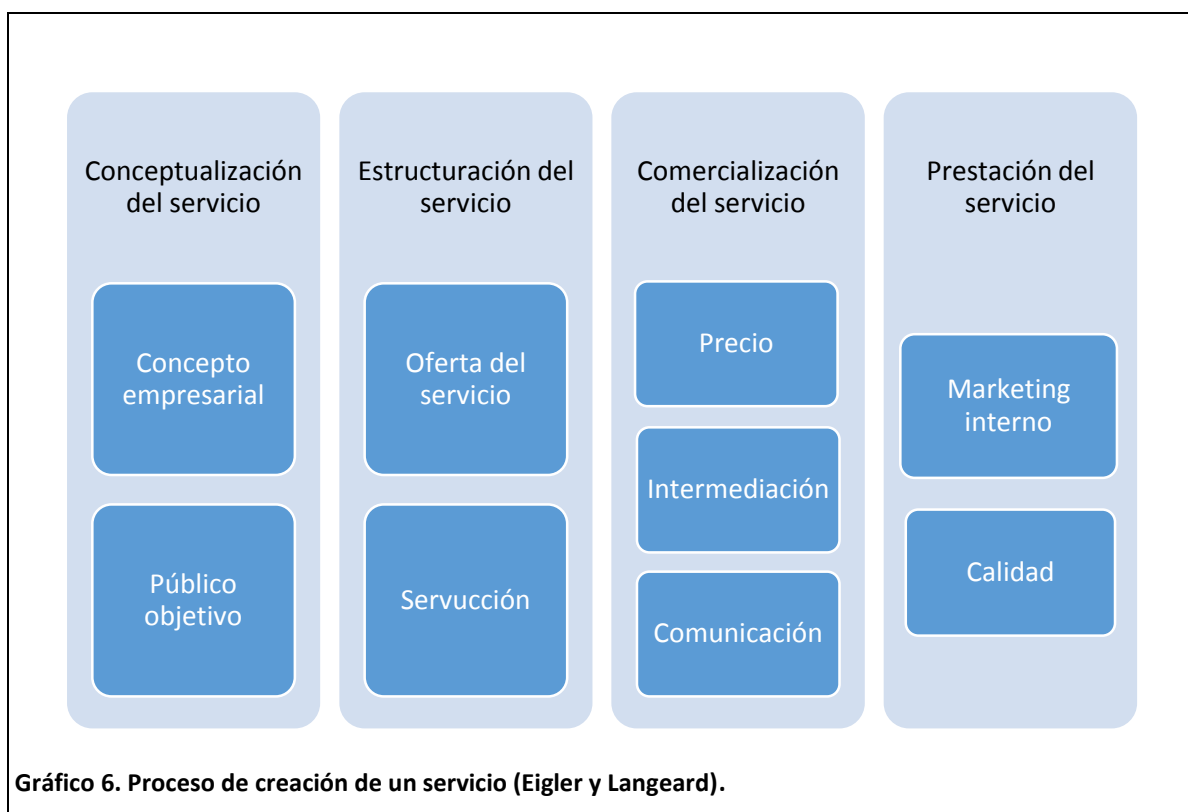 Conceptualización
del servicio
Concepto
empresarial
Público
objetivo
Estructuración del
servicio
Oferta del
servicio
Servucción
Comercialización
del servicio
Precio
Intermediación
Comunicación
Prestación del
servicio
Marketing
interno
Calidad
Gráfico 6. Proceso de creación de un servicio (Eigler y Langeard).